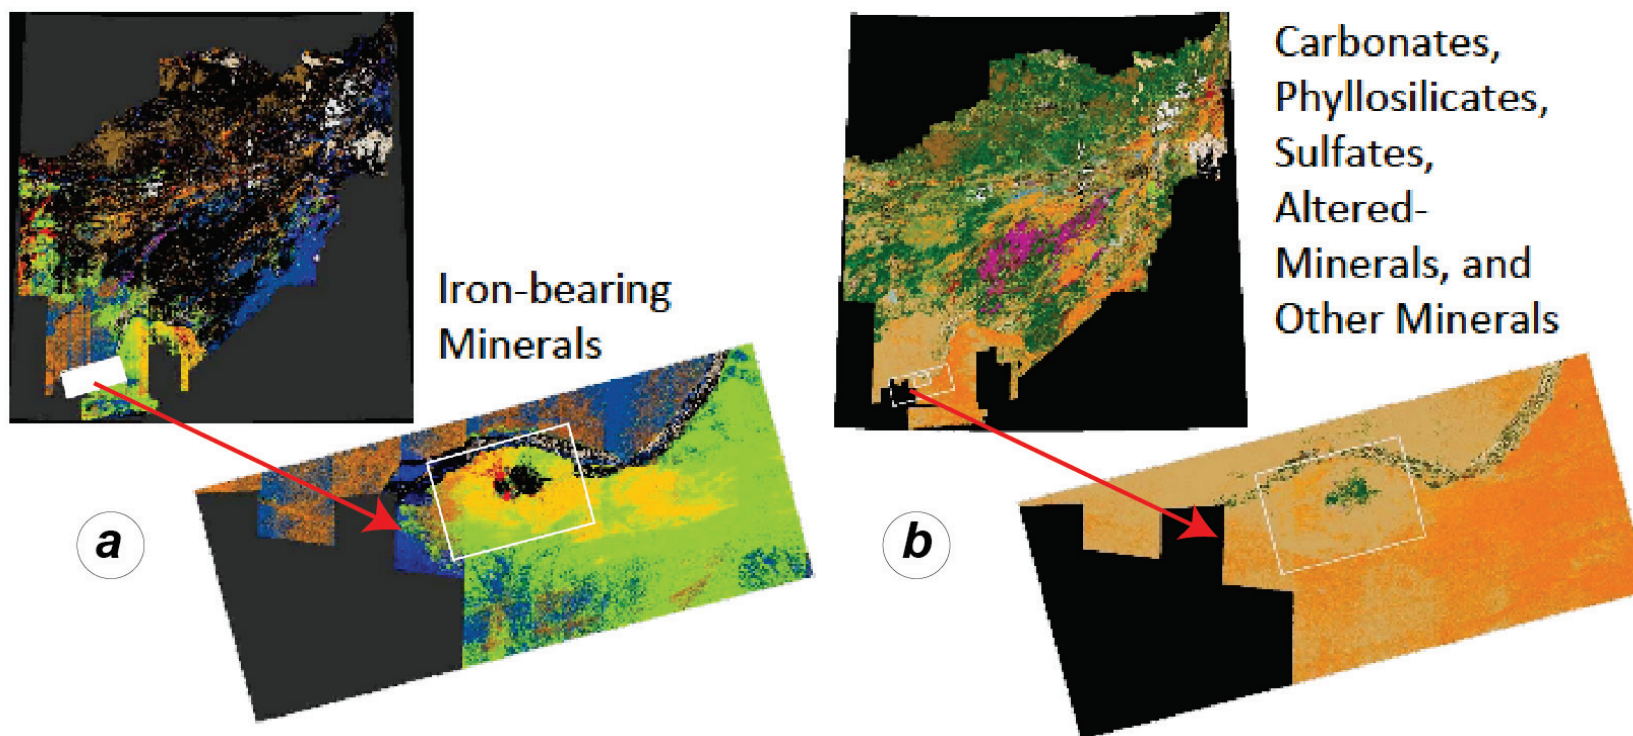 Iron-bearing
Minerals
a
Carbonates,
Phyllosilicates,
Sulfates,
Altered-
Minerals, and
Other Minerals
b